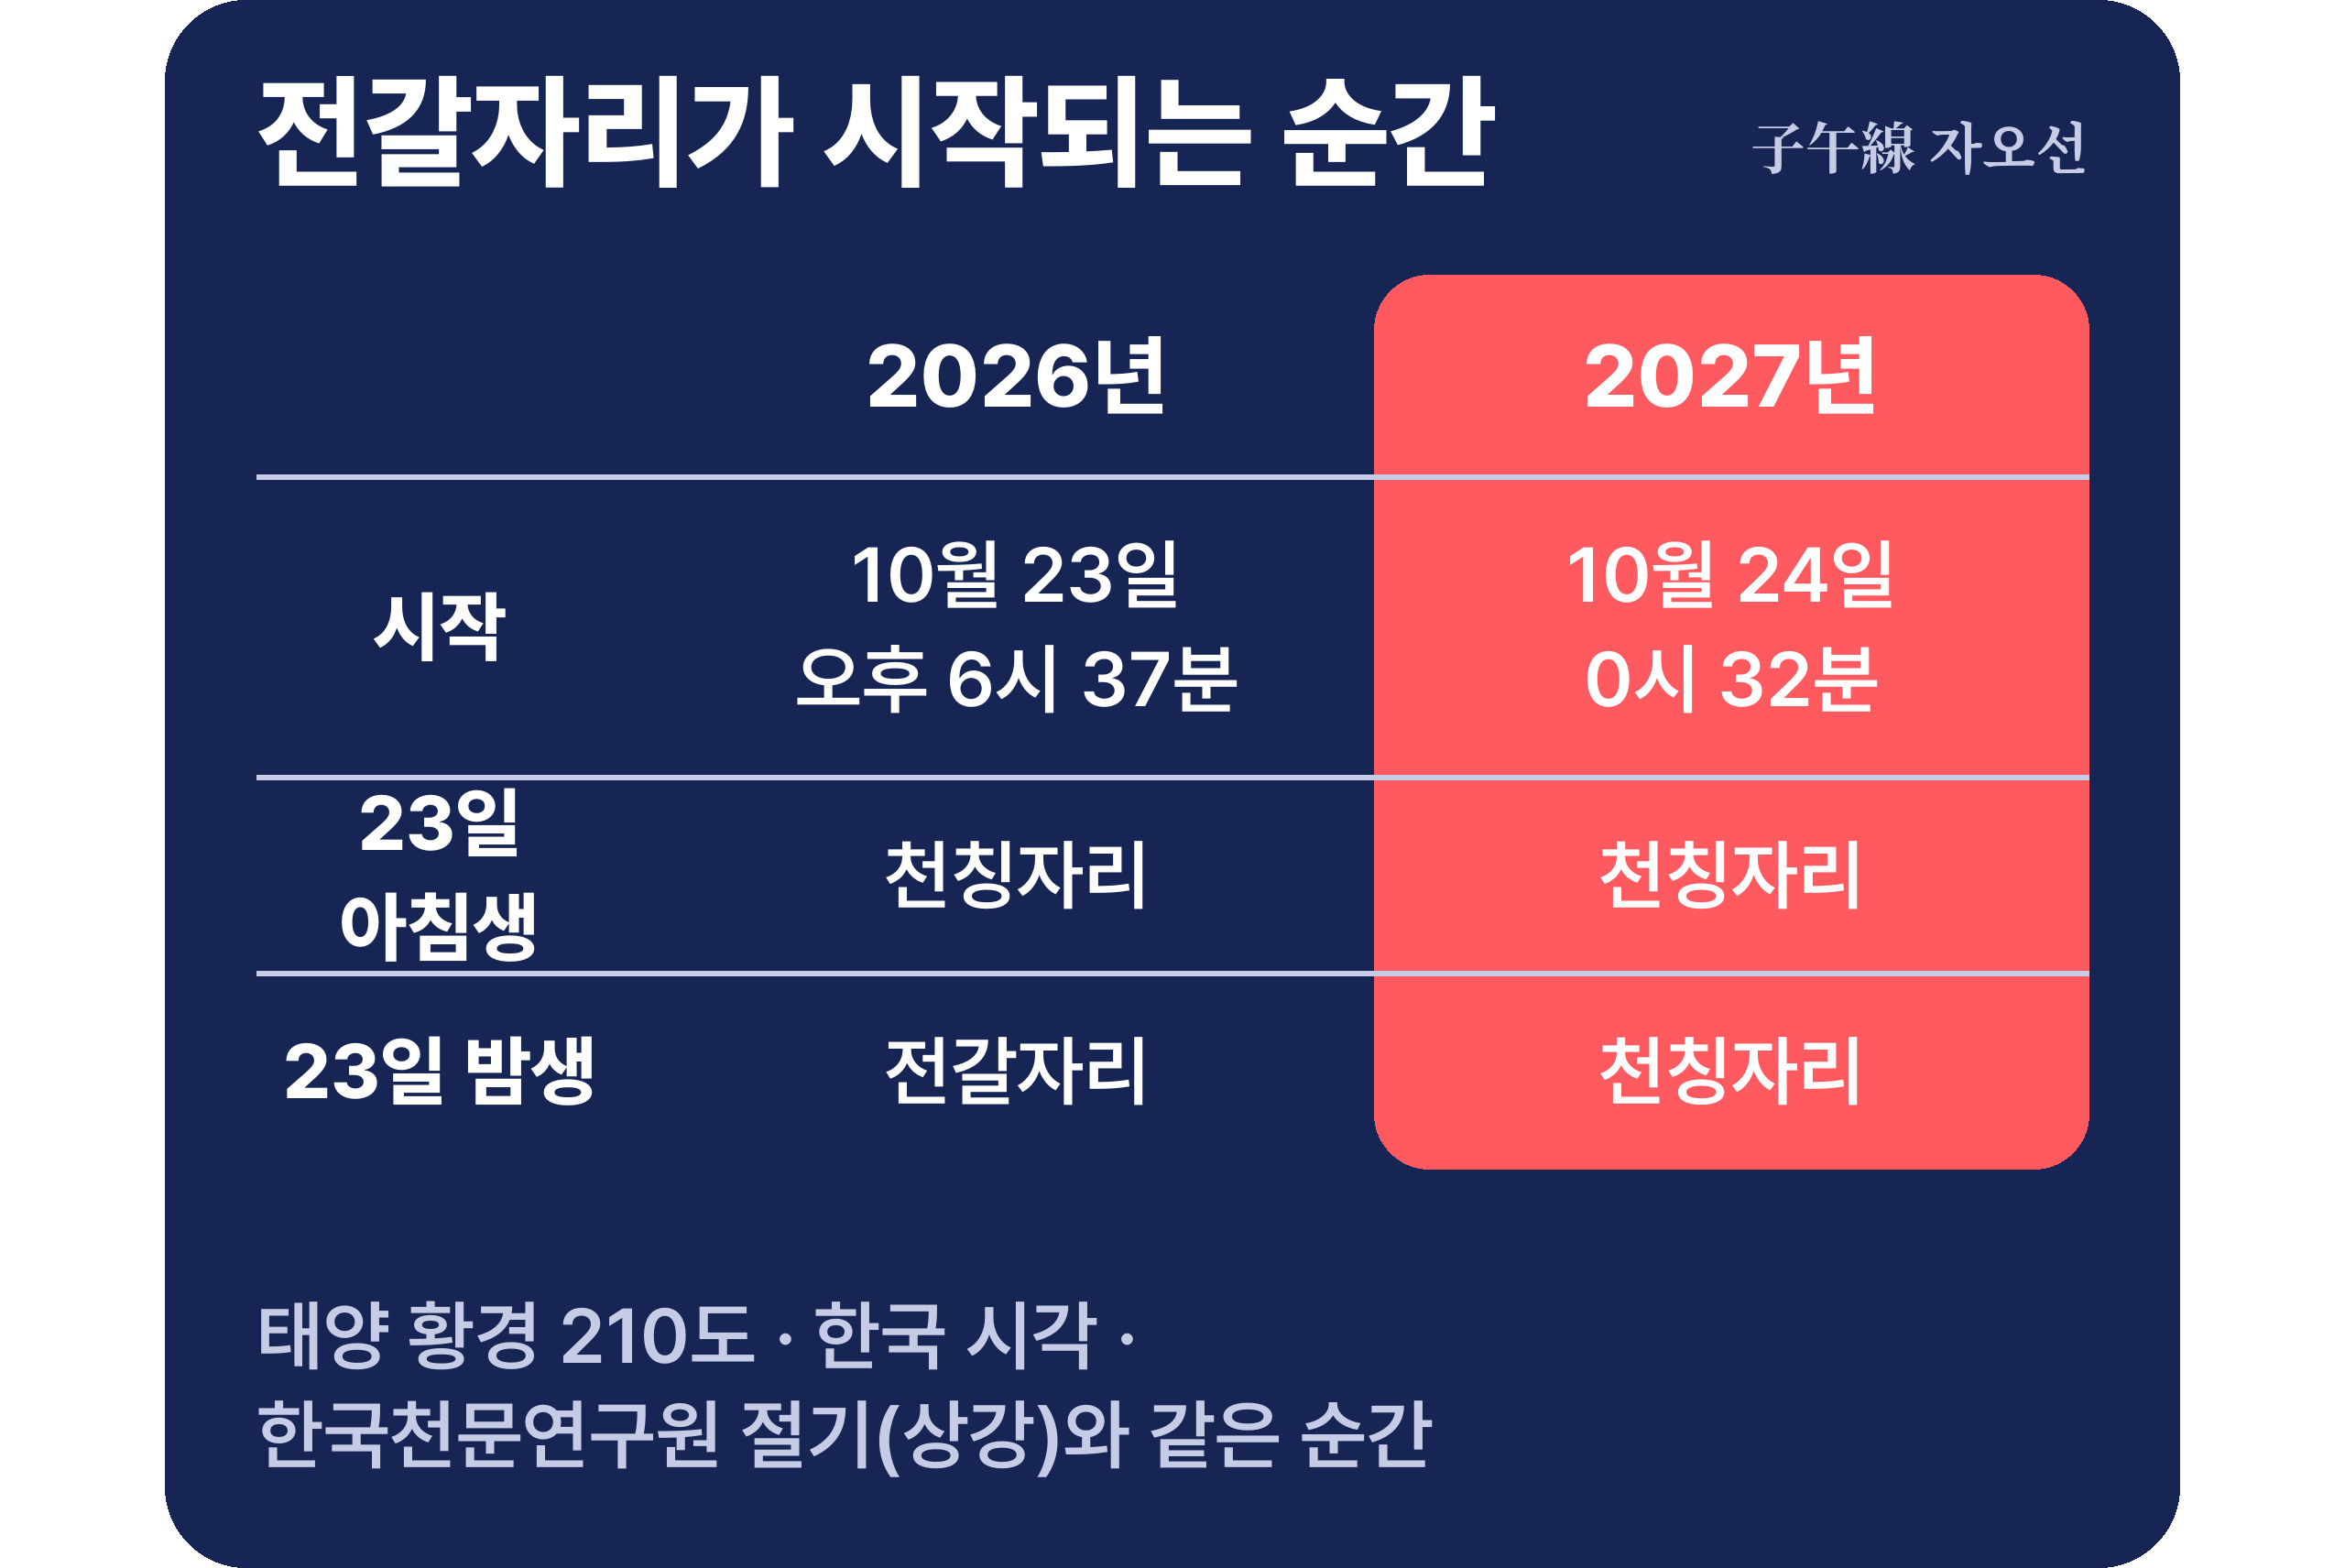 전갈자리가 시작되는 순간
子午線 자오선
2026년 2027년
시작
10월 23일
오후 6시 37분
10월 24일
0시 32분
23일
아침생
천칭자리 천칭자리
23일 밤생 전갈자리 천칭자리
태양 황경 210도 · 한국 시각 ·
한국천문연구원 절기(상강)와 같은 순간